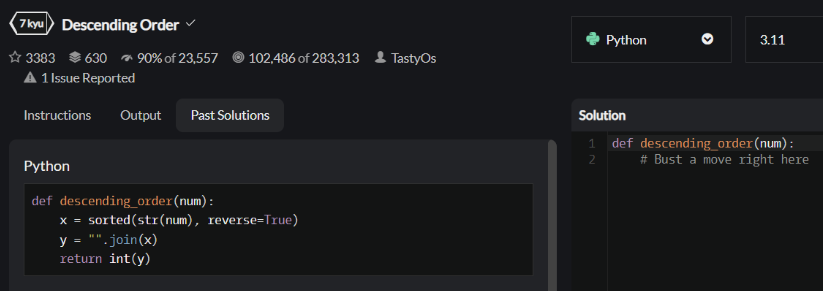 7 kyu Descending Order
3383 630 90% of 23,557 102,486 of 283,313 TastyOs
1 Issue Reported
Python 3.11
Instructions Output Past Solutions
Solution
Python
def descending_order(num):
    x = sorted(str(num), reverse=True)
    y = "".join(x)
    return int(y)
1 def descending_order(num):
2     # Bust a move right here